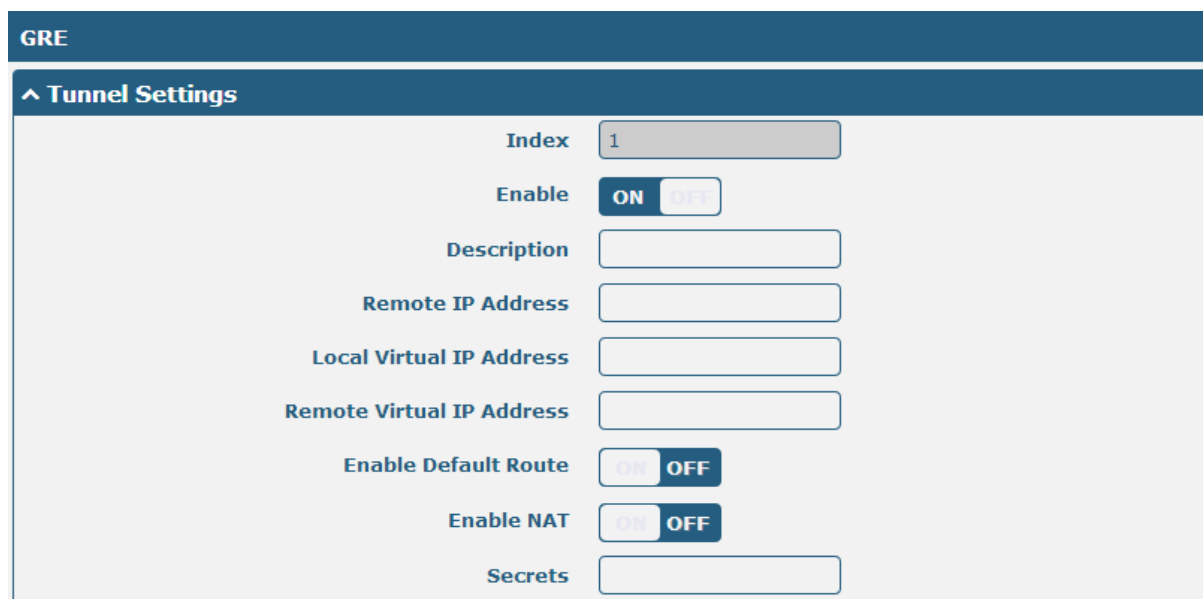 GRE
Tunnel Settings
Index 1
Enable ON OFF
Description
Remote IP Address
Local Virtual IP Address
Remote Virtual IP Address
Enable Default Route ON OFF
Enable NAT ON OFF
Secrets